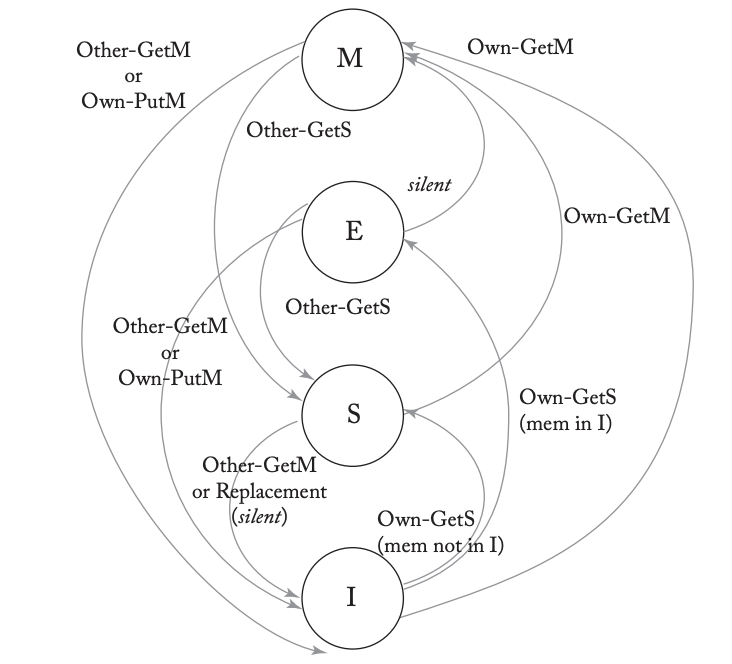 M
Other-GetM
or
Own-PutM
Own-GetM
Other-GetS
silent
E
Own-GetM
Other-GetS
Other-GetM
or
Own-PutM
S
Own-GetS
(mem in I)
Other-GetM
or Replacement
(silent)
Own-GetS
(mem not in I)
I